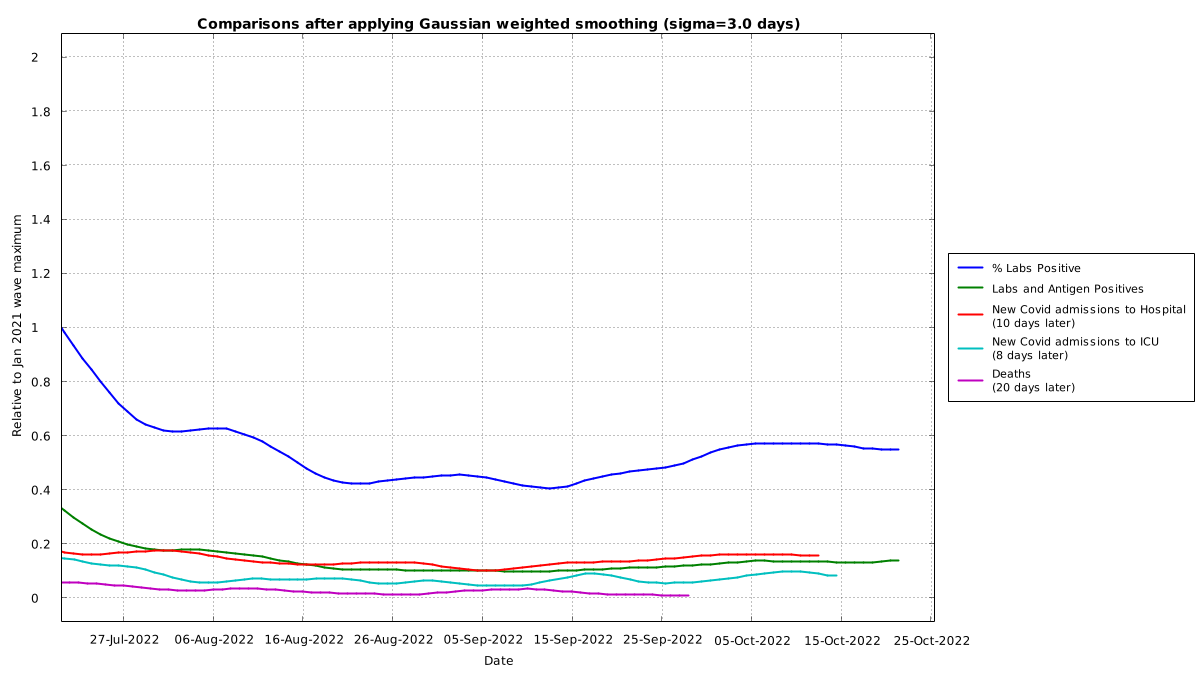 Comparisons after applying Gaussian weighted smoothing (sigma=3.0 days)
Relative to Jan 2021 wave maximum
2
1.8
1.6
1.4
1.2
1
0.8
0.6
0.4
0.2
0
27-Jul-2022 06-Aug-2022 16-Aug-2022 26-Aug-2022 05-Sep-2022 15-Sep-2022 25-Sep-2022 05-Oct-2022 15-Oct-2022 25-Oct-2022
Date
% Labs Positive
Labs and Antigen Positives
New Covid admissions to Hospital
(10 days later)
New Covid admissions to ICU
(8 days later)
Deaths
(20 days later)